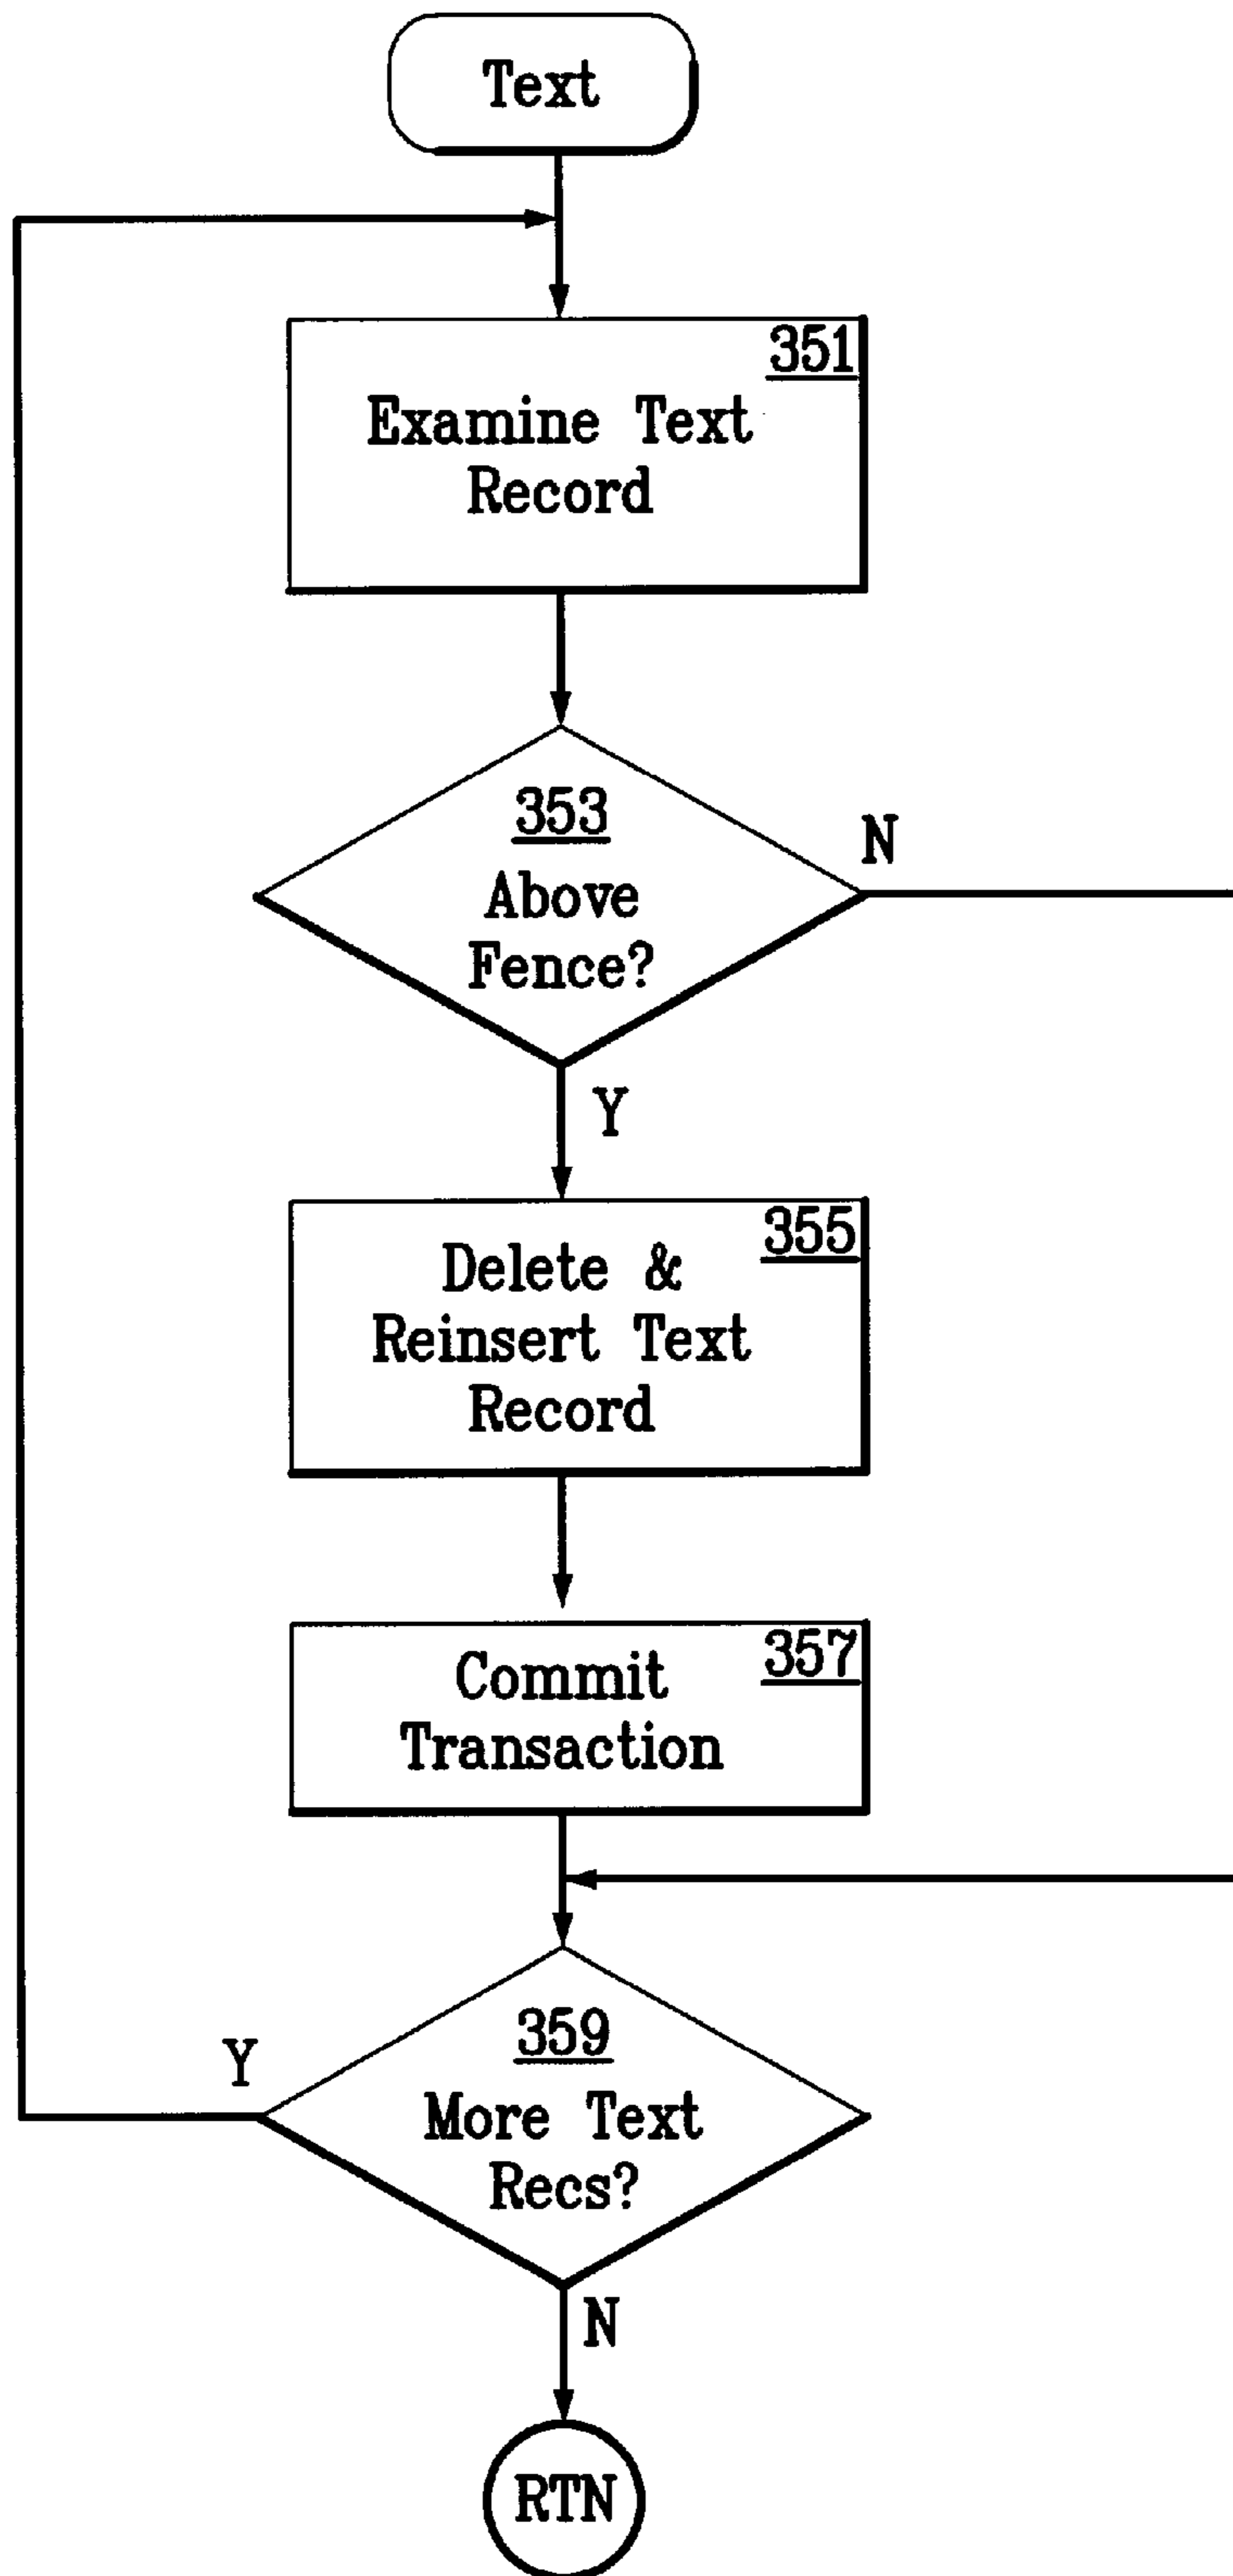 Text
351
Examine Text
Record
353
N
Above
Fence?
Y
355
Delete &
Reinsert Text
Record
357
Commit
Transaction
359
Y
More Text
Recs?
N
RTN